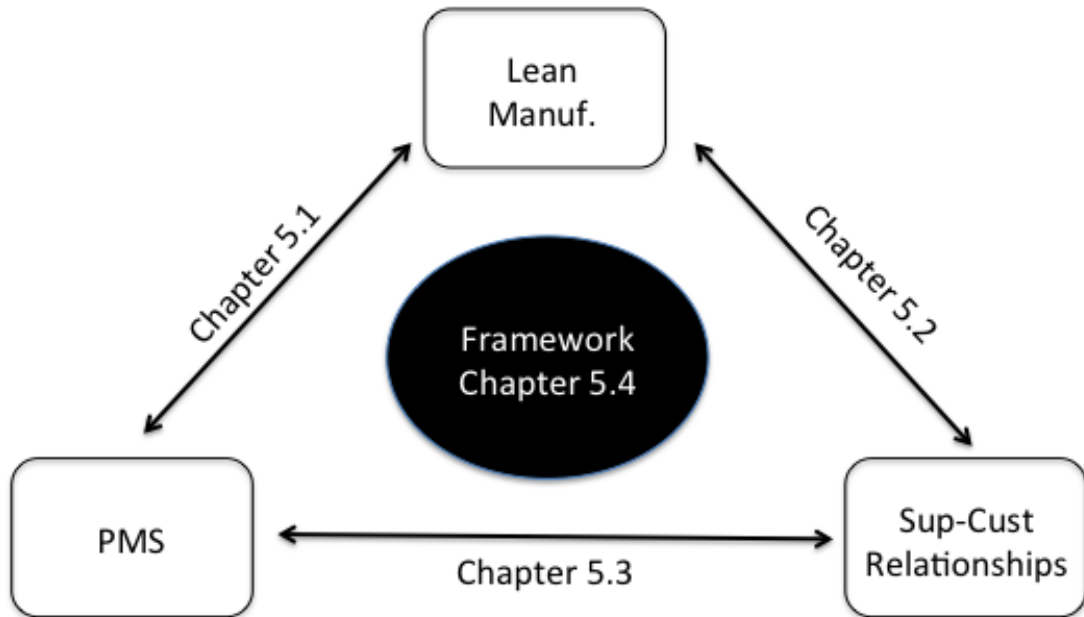 Lean
Manuf.
Chapter 5.1
Chapter 5.2
Framework
Chapter 5.4
PMS
Sup-Cust
Relationships
Chapter 5.3